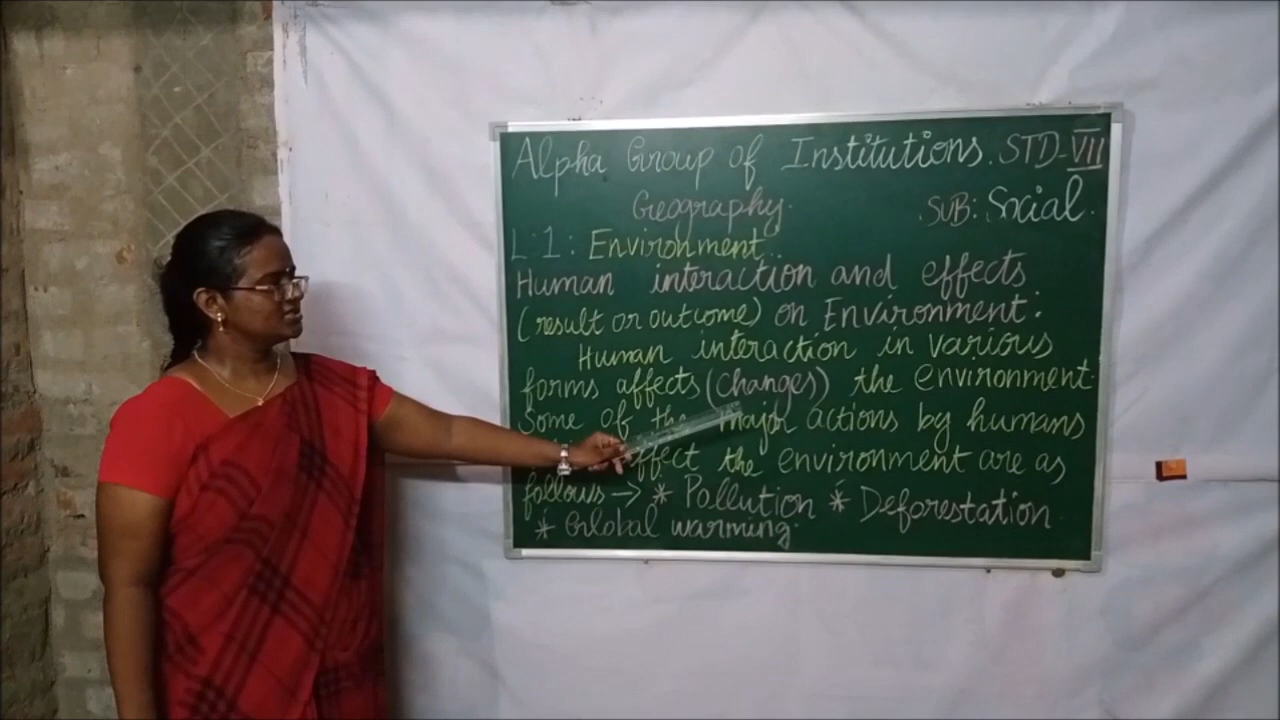 Alpha Group of Institutions. STD-VII
Geography. SUB: Social.
L:1: Environment..
Human interaction and effects
(result or outcome) on Environment.
Human interaction in various
forms affects (changes) the environment.
Some of the major actions by humans
effect the environment are as
follows → * Pollution * Deforestation
* Global warming.